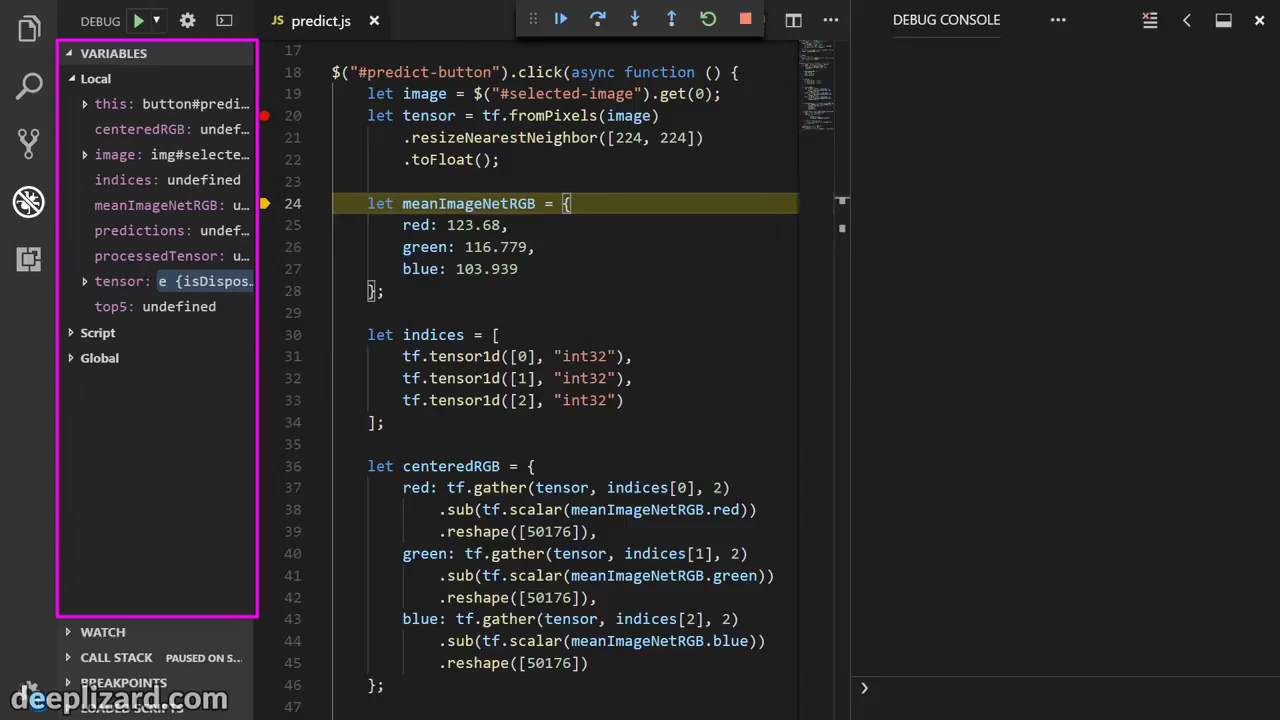 DEBUG
JS predict.js
DEBUG CONSOLE
VARIABLES
Local
this: button#predi...
centeredRGB: undef...
image: img#selecte...
indices: undefined
meanImageNetRGB: u...
predictions: undef...
processedTensor: u...
tensor: e {isDispos...
top5: undefined
Script
Global
WATCH
CALL STACK PAUSED ON S...
BREAKPOINTS
LOADED SCRIPTS
deeplizard.com
17
18 $("#predict-button").click(async function () {
19 let image = $("#selected-image").get(0);
20 let tensor = tf.fromPixels(image)
21 .resizeNearestNeighbor([224, 224])
22 .toFloat();
23
24 let meanImageNetRGB = {
25 red: 123.68,
26 green: 116.779,
27 blue: 103.939
28 };
29
30 let indices = [
31 tf.tensor1d([0], "int32"),
32 tf.tensor1d([1], "int32"),
33 tf.tensor1d([2], "int32")
34 ];
35
36 let centeredRGB = {
37 red: tf.gather(tensor, indices[0], 2)
38 .sub(tf.scalar(meanImageNetRGB.red))
39 .reshape([50176]),
40 green: tf.gather(tensor, indices[1], 2)
41 .sub(tf.scalar(meanImageNetRGB.green))
42 .reshape([50176]),
43 blue: tf.gather(tensor, indices[2], 2)
44 .sub(tf.scalar(meanImageNetRGB.blue))
45 .reshape([50176])
46 };
47